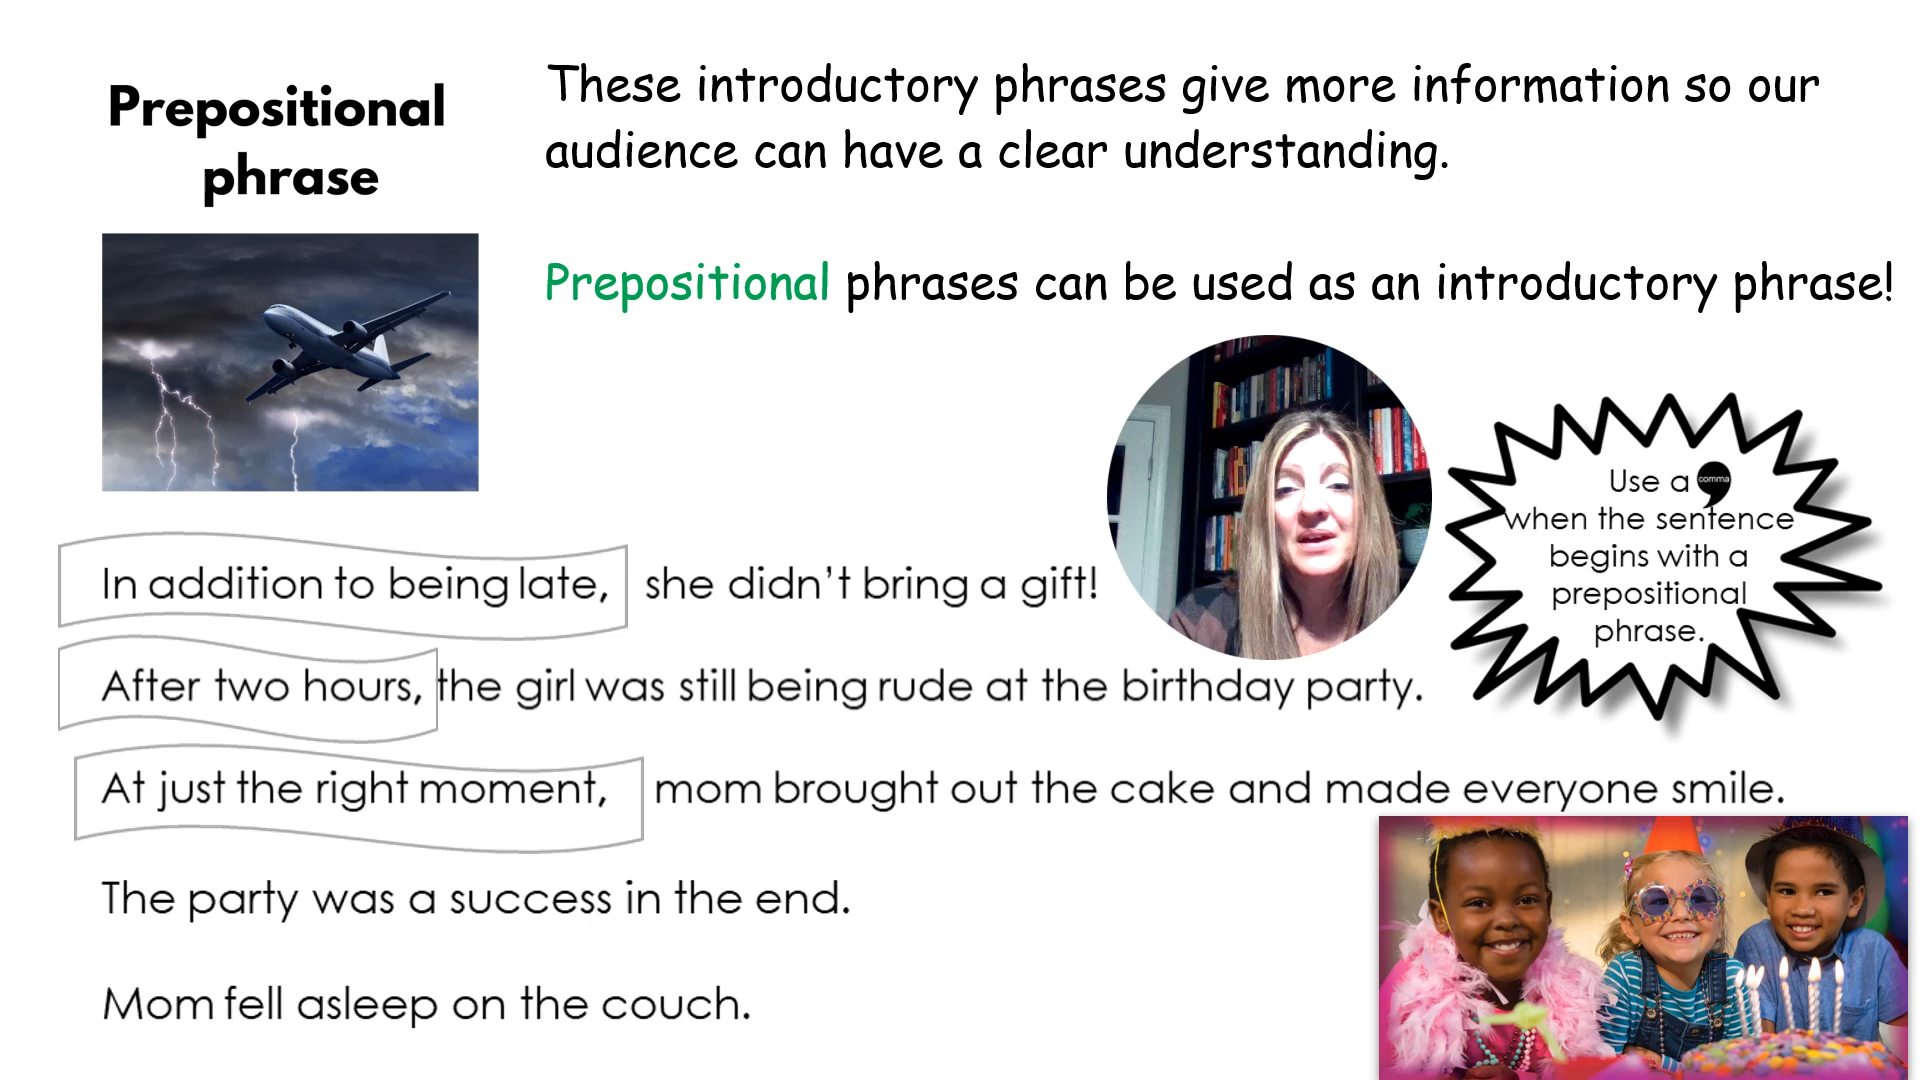 Prepositional
phrase
These introductory phrases give more information so our
audience can have a clear understanding.
Prepositional phrases can be used as an introductory phrase!
Use a comma
when the sentence
begins with a
prepositional
phrase.
In addition to being late, she didn't bring a gift!
After two hours, the girl was still being rude at the birthday party.
At just the right moment, mom brought out the cake and made everyone smile.
The party was a success in the end.
Mom fell asleep on the couch.